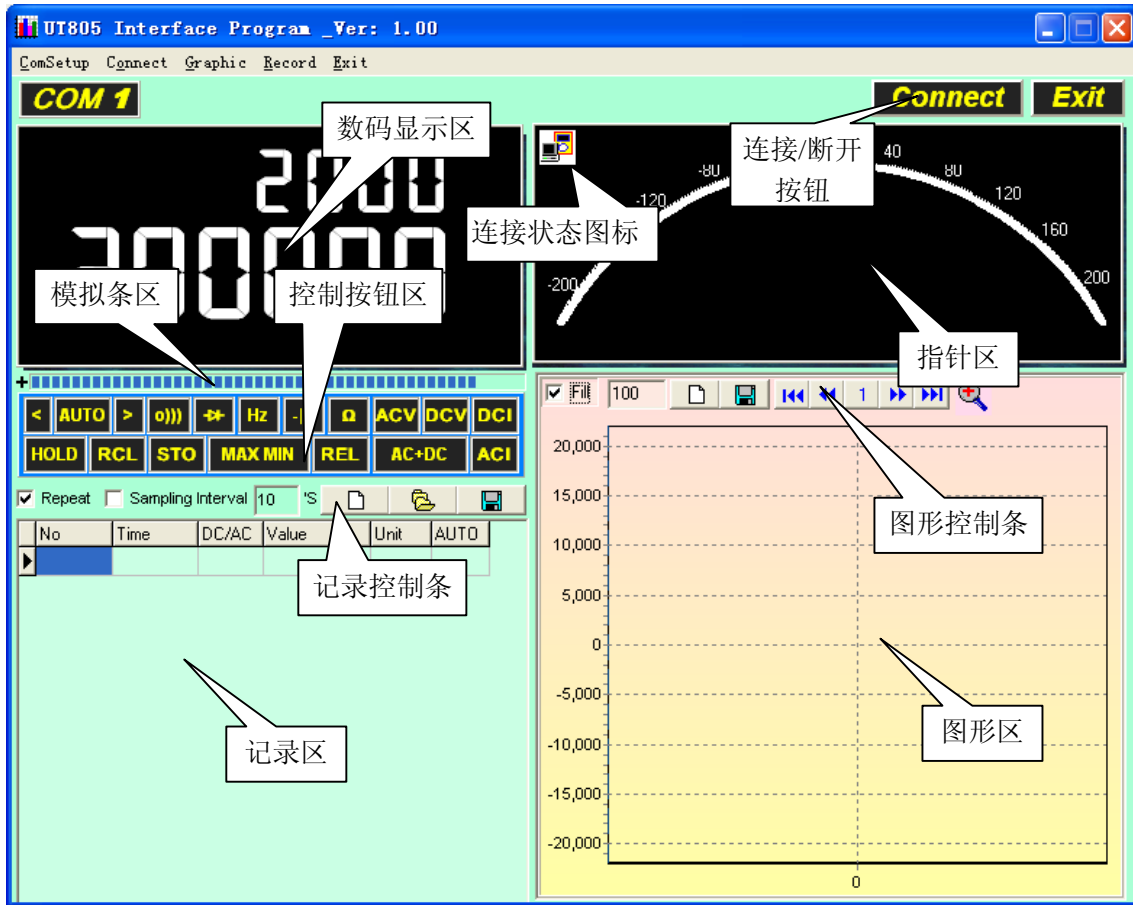 UT805 Interface Program _Ver: 1.00
ComSetup Connect Graphic Record Exit
COM 1
Connect Exit
数码显示区
2000
200000
模拟条区
控制按钮区
连接状态图标
连接/断开
按钮
-200 -120 -80 40 80 120 160 200
指针区
+
< AUTO > o))) Hz Ω ACV DCV DCI
HOLD RCL STO MAX MIN REL AC+DC ACI
Repeat Sampling Interval 10 'S
No Time DC/AC Value Unit AUTO
记录控制条
记录区
Fill 100 1
图形控制条
20,000
15,000
10,000
5,000
0
-5,000
-10,000
-15,000
-20,000
0
图形区